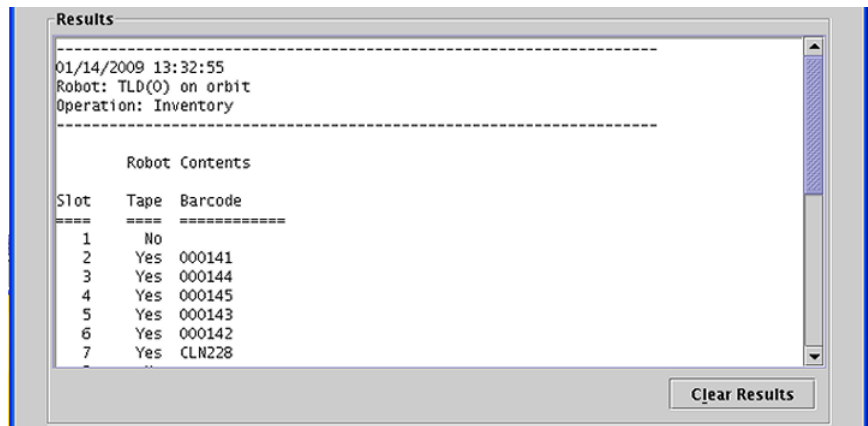 Results
------------------------------------------------------------------------
01/14/2009 13:32:55
Robot: TLD(0) on orbit
Operation: Inventory
------------------------------------------------------------------------
Robot Contents
Slot Tape Barcode
==== ==== ============
1 No
2 Yes 000141
3 Yes 000144
4 Yes 000145
5 Yes 000143
6 Yes 000142
7 Yes CLN228
Clear Results